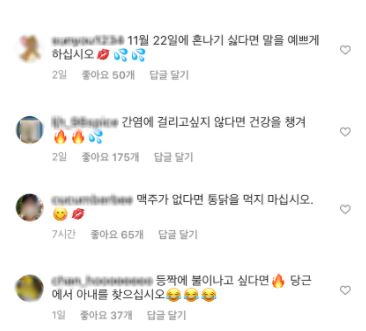 11월 22일에 혼나기 싫다면 말을 예쁘게
하십시오💋💦💦
2일 좋아요 50개 답글 달기
간염에 걸리고싶지 않다면 건강을 챙겨
🔥🔥💦
2일 좋아요 175개 답글 달기
맥주가 없다면 통닭을 먹지 마십시오.
😋💋
7시간 좋아요 65개 답글 달기
등짝에 불이나고 싶다면🔥 당근
에서 아내를 찾으십시오😂😂😂
1일 좋아요 37개 답글 달기